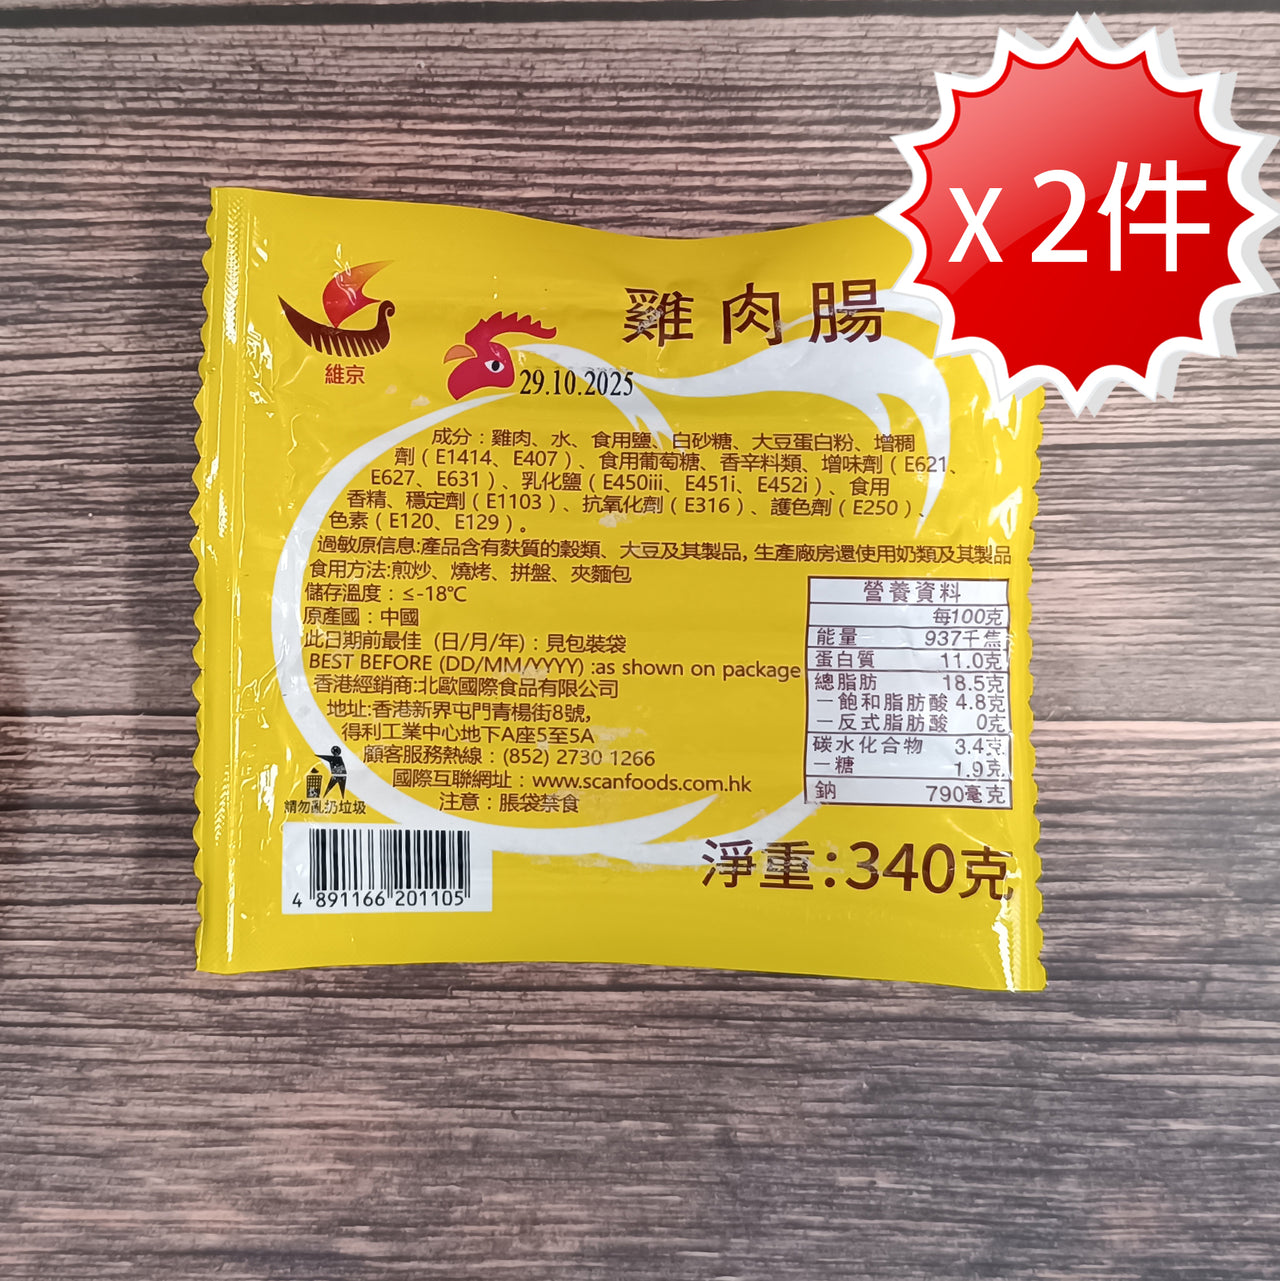 x 2件
雞肉腸
維京
29.10.2025
成分：雞肉、水、食用鹽、白砂糖、大豆蛋白粉、增稠
劑（E1414、E407）、食用葡萄糖、香辛料類、增味劑（E621、
E627、E631）、乳化鹽（E450iii、E451i、E452i）、食用
香精、穩定劑（E1103）、抗氧化劑（E316）、護色劑（E250）、
色素（E120、E129）。
過敏原信息:產品含有麩質的穀類、大豆及其製品, 生產廠房還使用奶類及其製品
食用方法:煎炒、燒烤、拼盤、夾麵包
儲存溫度：≤-18℃
原產國：中國
此日期前最佳 (日/月/年)：見包裝袋
BEST BEFORE (DD/MM/YYYY) :as shown on package
香港經銷商:北歐國際食品有限公司
地址:香港新界屯門青楊街8號,
得利工業中心地下A座5至5A
顧客服務熱線：(852) 2730 1266
國際互聯網址：www.scanfoods.com.hk
注意：脹袋禁食
請勿亂扔垃圾
4 891166 201105
營養資料
每100克
能量 937千焦
蛋白質 11.0克
總脂肪 18.5克
－飽和脂肪酸 4.8克
－反式脂肪酸 0克
碳水化合物 3.4克
－糖 1.9克
鈉 790毫克
淨重:340克